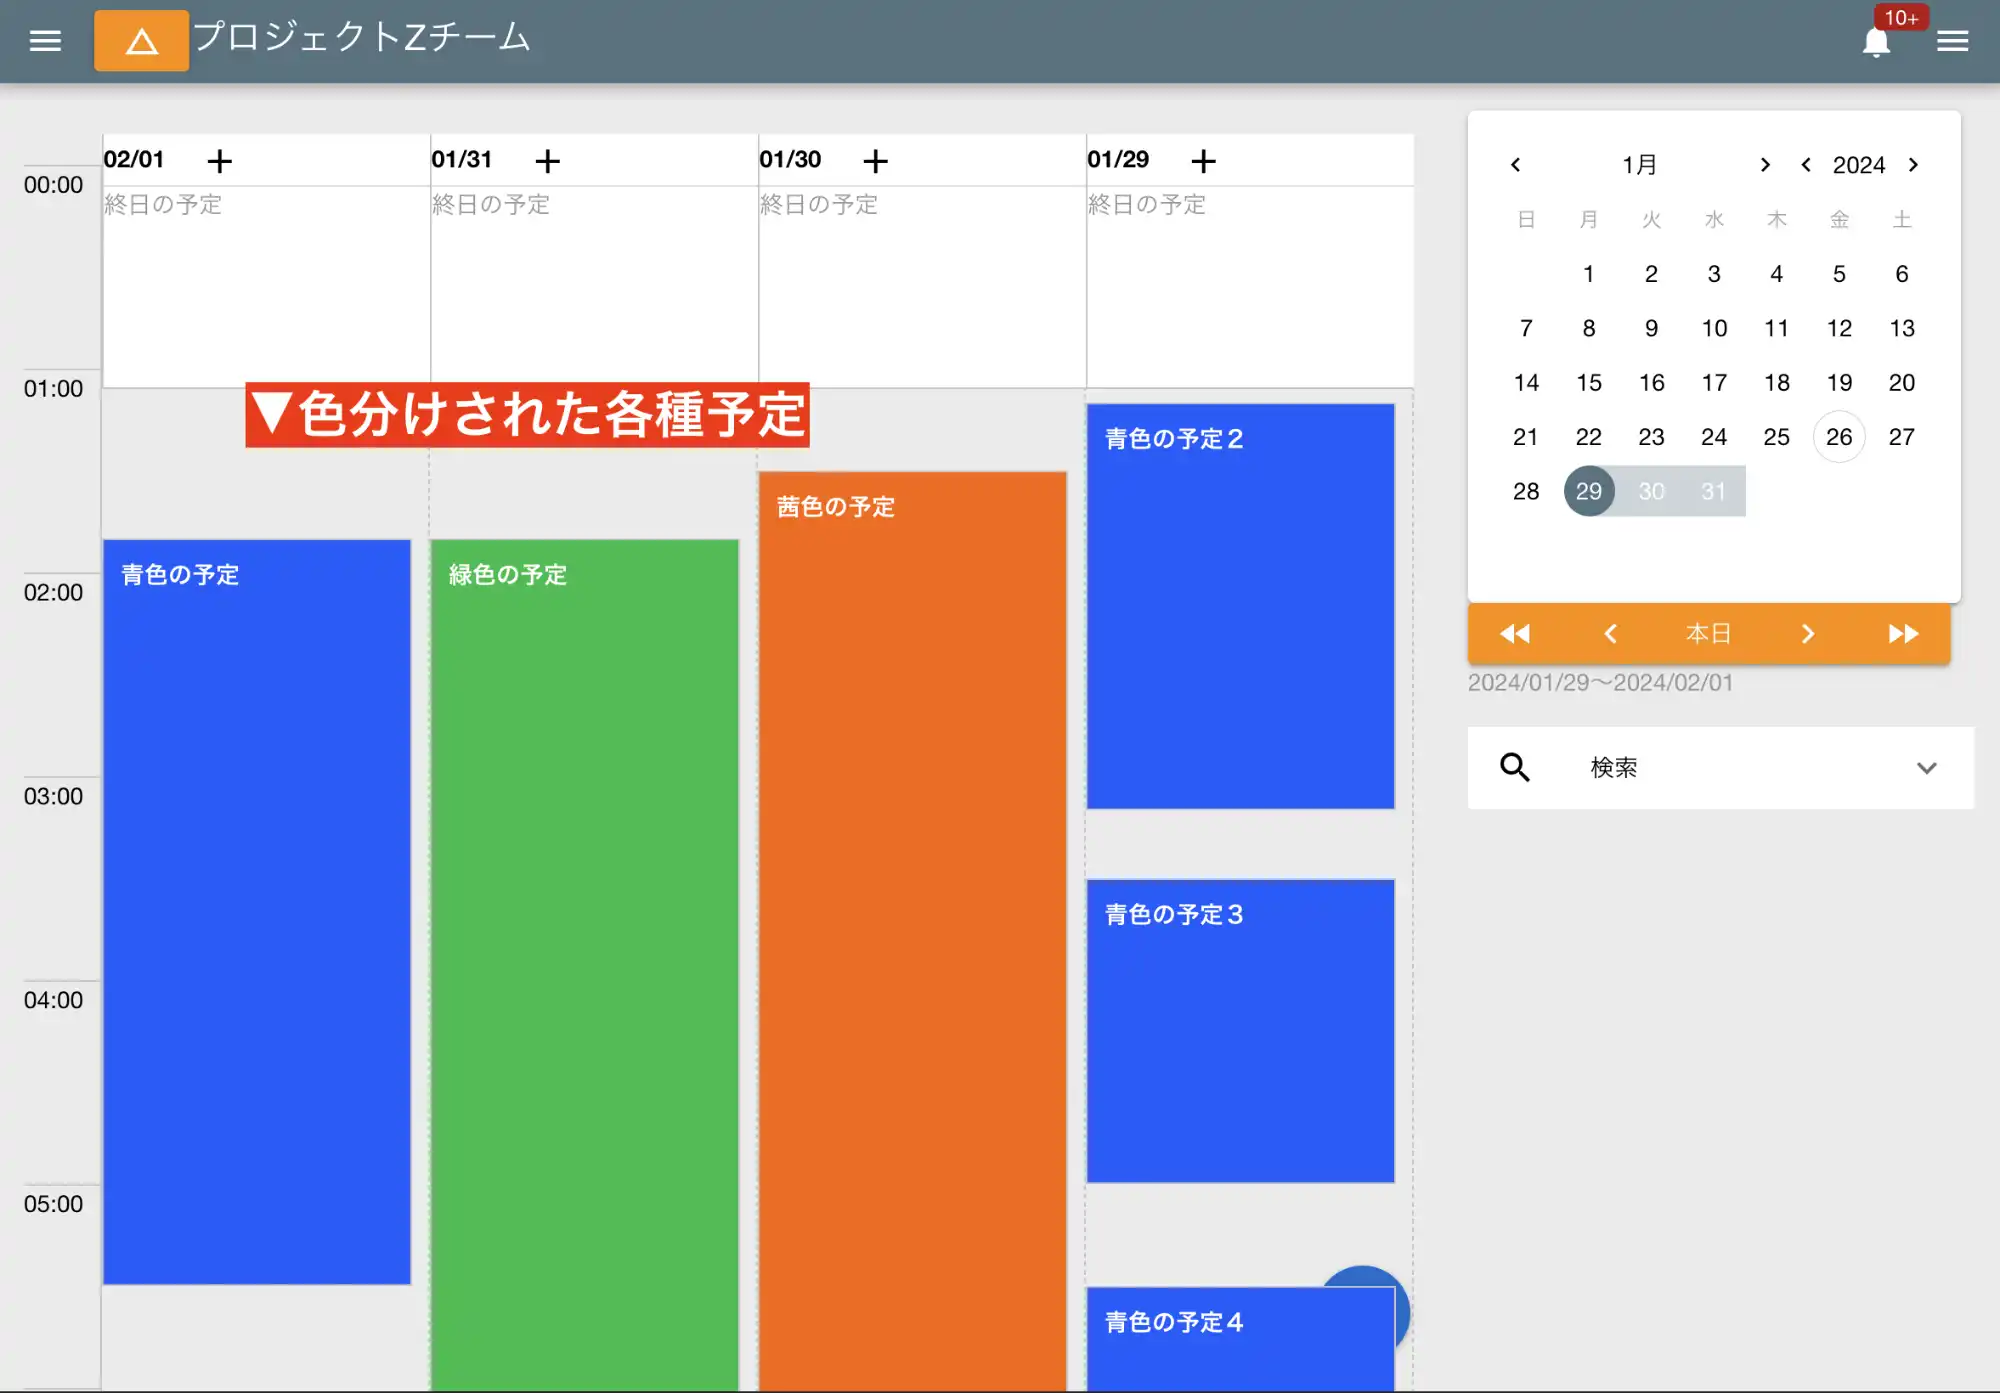 プロジェクトZチーム
10+
02/01
01/31
01/30
01/29
00:00
終日の予定
終日の予定
終日の予定
終日の予定
01:00
▼色分けされた各種予定
青色の予定２
茜色の予定
青色の予定
緑色の予定
02:00
03:00
青色の予定３
04:00
05:00
青色の予定４
1月
2024
日 月 火 水 木 金 土
1 2 3 4 5 6
7 8 9 10 11 12 13
14 15 16 17 18 19 20
21 22 23 24 25 26 27
28 29 30 31
本日
2024/01/29〜2024/02/01
検索